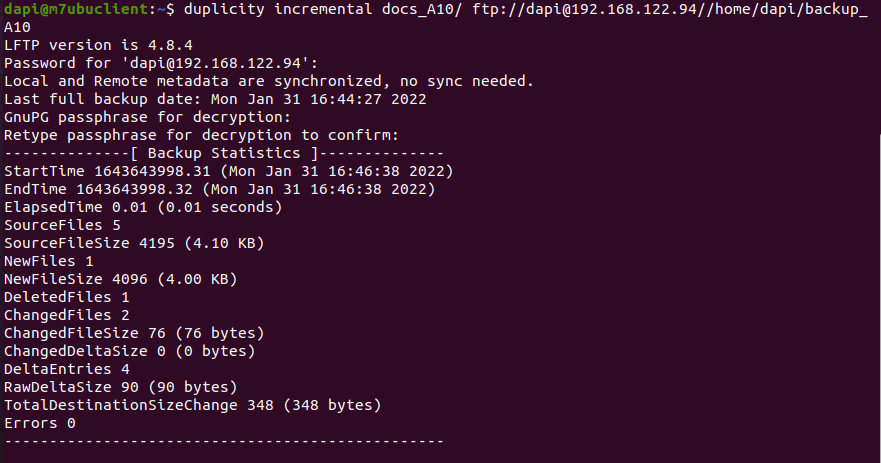 dapi@m7ubuclient:~$ duplicity incremental docs_A10/ ftp://dapi@192.168.122.94//home/dapi/backup_
A10
LFTP version is 4.8.4
Password for 'dapi@192.168.122.94':
Local and Remote metadata are synchronized, no sync needed.
Last full backup date: Mon Jan 31 16:44:27 2022
GnuPG passphrase for decryption:
Retype passphrase for decryption to confirm:
--------------[ Backup Statistics ]--------------
StartTime 1643643998.31 (Mon Jan 31 16:46:38 2022)
EndTime 1643643998.32 (Mon Jan 31 16:46:38 2022)
ElapsedTime 0.01 (0.01 seconds)
SourceFiles 5
SourceFileSize 4195 (4.10 KB)
NewFiles 1
NewFileSize 4096 (4.00 KB)
DeletedFiles 1
ChangedFiles 2
ChangedFileSize 76 (76 bytes)
ChangedDeltaSize 0 (0 bytes)
DeltaEntries 4
RawDeltaSize 90 (90 bytes)
TotalDestinationSizeChange 348 (348 bytes)
Errors 0
-------------------------------------------------